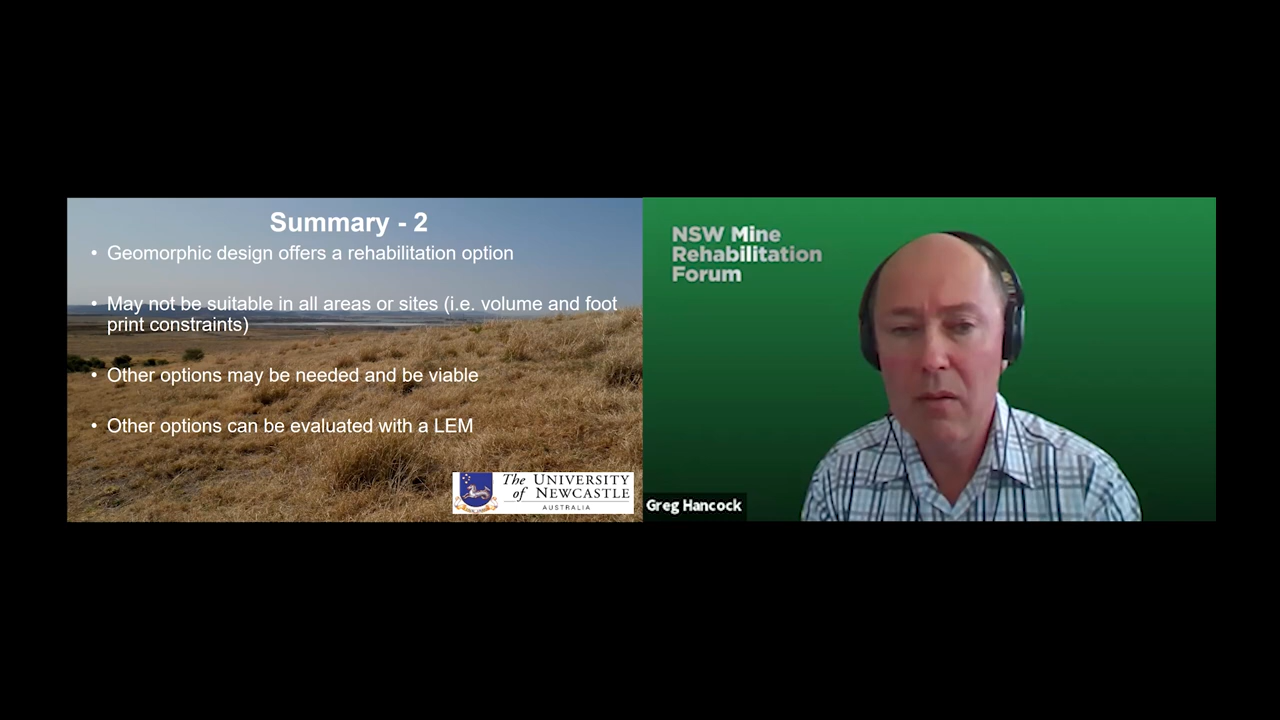 Summary - 2
• Geomorphic design offers a rehabilitation option
• May not be suitable in all areas or sites (i.e. volume and foot
print constraints)
• Other options may be needed and be viable
• Other options can be evaluated with a LEM
The UNIVERSITY
of NEWCASTLE
AUSTRALIA
NSW Mine
Rehabilitation
Forum
Greg Hancock